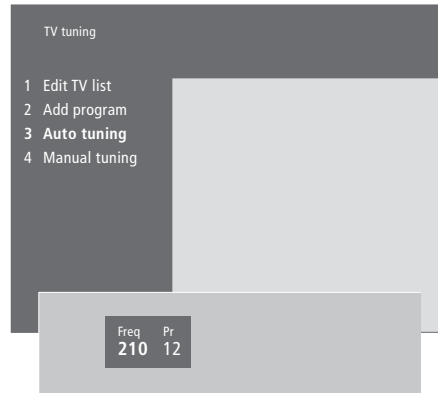 TV tuning
1 Edit TV list
2 Add program
3 Auto tuning
4 Manual tuning
Freq Pr
210 12